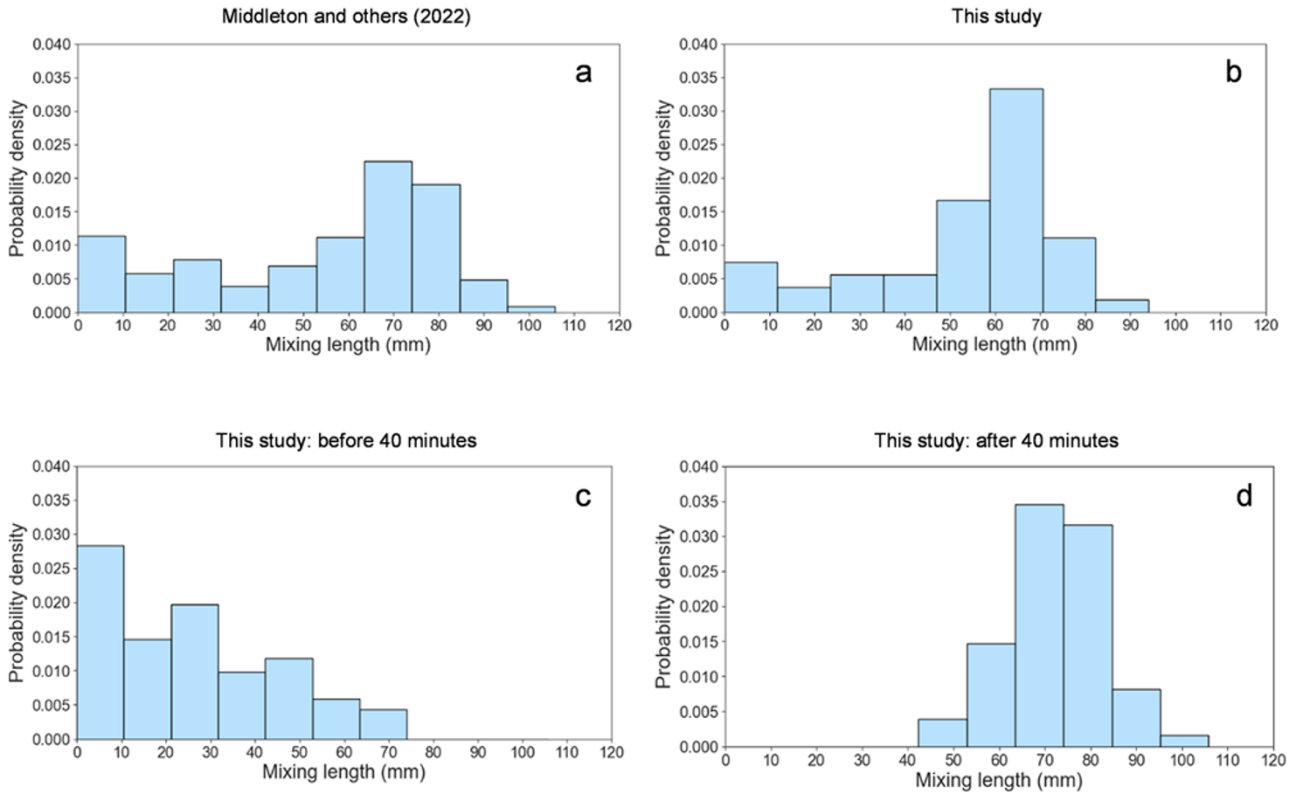 Middleton and others (2022)
a
Probability density
0.040
0.035
0.030
0.025
0.020
0.015
0.010
0.005
0.000
0 10 20 30 40 50 60 70 80 90 100 110 120
Mixing length (mm)
This study
b
Probability density
0.040
0.035
0.030
0.025
0.020
0.015
0.010
0.005
0.000
0 10 20 30 40 50 60 70 80 90 100 110 120
Mixing length (mm)
This study: before 40 minutes
c
Probability density
0.040
0.035
0.030
0.025
0.020
0.015
0.010
0.005
0.000
0 10 20 30 40 50 60 70 80 90 100 110 120
Mixing length (mm)
This study: after 40 minutes
d
Probability density
0.040
0.035
0.030
0.025
0.020
0.015
0.010
0.005
0.000
0 10 20 30 40 50 60 70 80 90 100 110 120
Mixing length (mm)